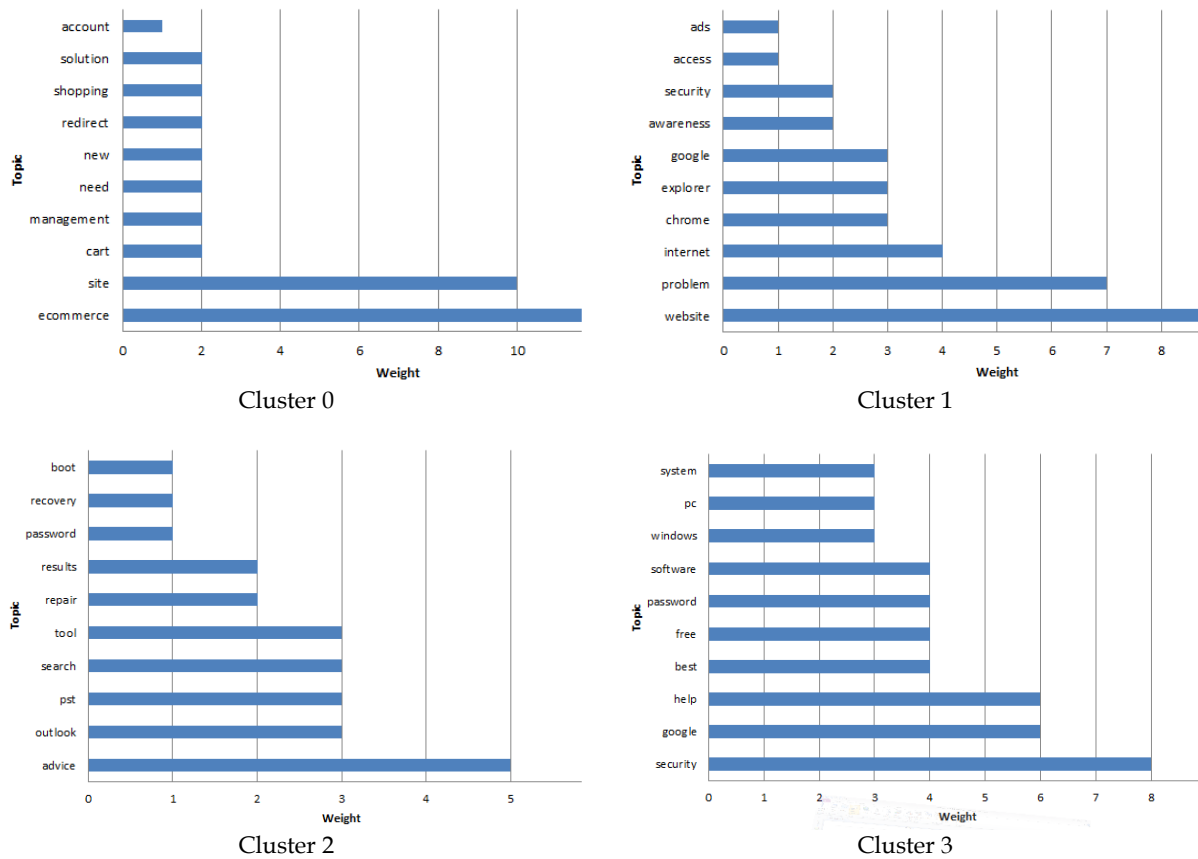 account
solution
shopping
redirect
new
need
management
cart
site
ecommerce
Topic
0 2 4 6 8 10
Weight
Cluster 0
ads
access
security
awareness
google
explorer
chrome
internet
problem
website
Topic
0 1 2 3 4 5 6 7 8
Weight
Cluster 1
boot
recovery
password
results
repair
tool
search
pst
outlook
advice
Topic
0 1 2 3 4 5
Weight
Cluster 2
system
pc
windows
software
password
free
best
help
google
security
Topic
0 1 2 3 4 5 6 7 8
Weight
Cluster 3